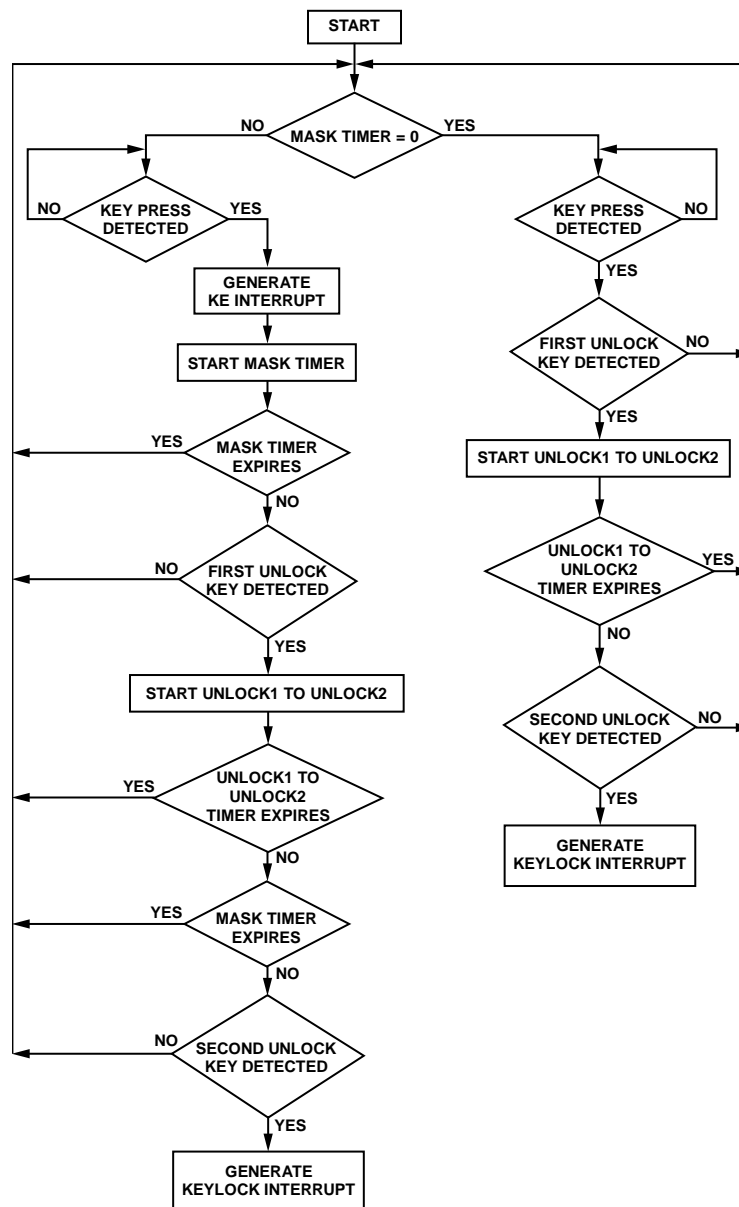 START
MASK TIMER = 0
NO
YES
KEY PRESS
DETECTED
NO
YES
GENERATE
KE INTERRUPT
START MASK TIMER
MASK TIMER
EXPIRES
YES
NO
FIRST UNLOCK
KEY DETECTED
NO
YES
START UNLOCK1 TO UNLOCK2
UNLOCK1 TO
UNLOCK2
TIMER EXPIRES
YES
NO
MASK TIMER
EXPIRES
YES
NO
SECOND UNLOCK
KEY DETECTED
NO
YES
GENERATE
KEYLOCK INTERRUPT
KEY PRESS
DETECTED
NO
YES
FIRST UNLOCK
KEY DETECTED
NO
YES
START UNLOCK1 TO UNLOCK2
UNLOCK1 TO
UNLOCK2
TIMER EXPIRES
YES
NO
SECOND UNLOCK
KEY DETECTED
NO
YES
GENERATE
KEYLOCK INTERRUPT